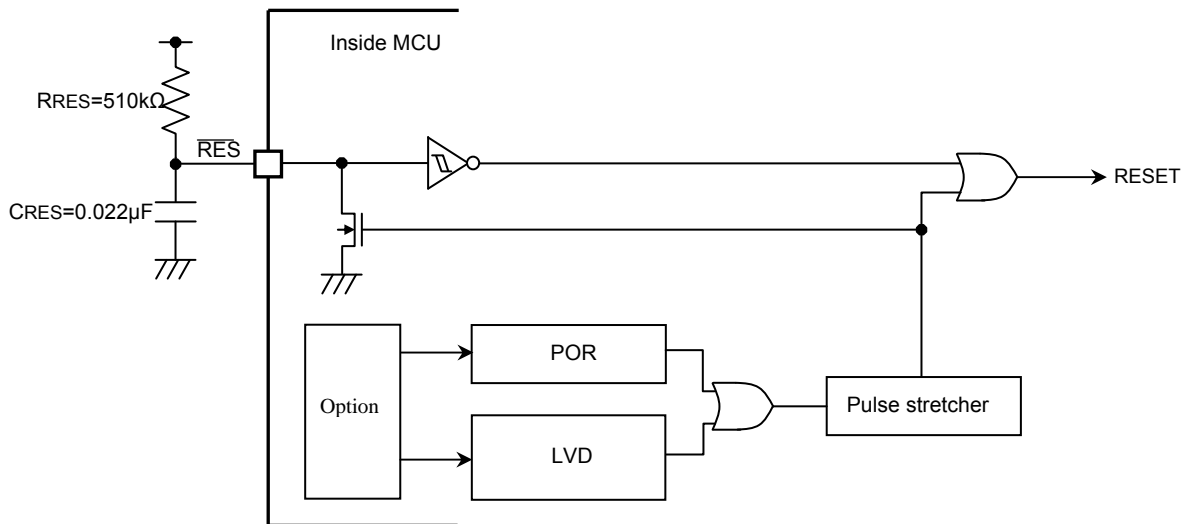 Inside MCU
RRES=510kΩ
RES
RESET
CRES=0.022µF
POR
Option
Pulse stretcher
LVD